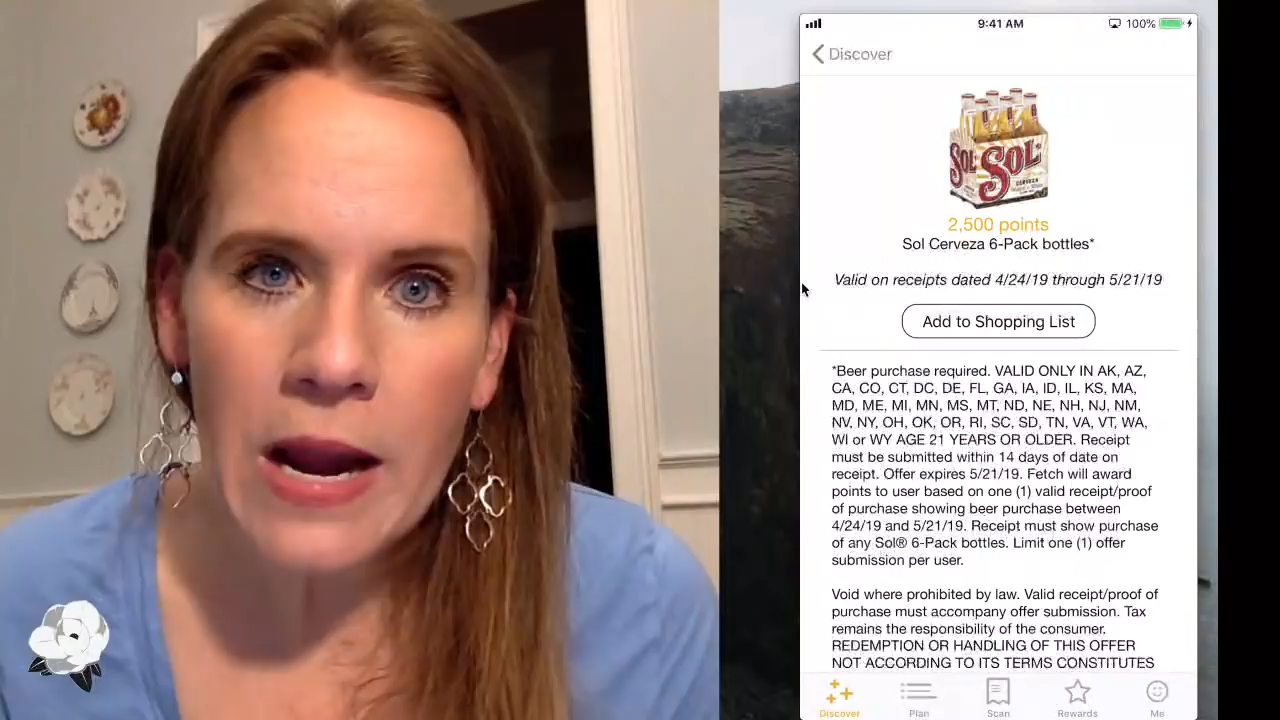 9:41 AM
100%
Discover
SOL SOL
CERVEZA
2,500 points
Sol Cerveza 6-Pack bottles*
Valid on receipts dated 4/24/19 through 5/21/19
Add to Shopping List
*Beer purchase required. VALID ONLY IN AK, AZ,
CA, CO, CT, DC, DE, FL, GA, IA, ID, IL, KS, MA,
MD, ME, MI, MN, MS, MT, ND, NE, NH, NJ, NM,
NV, NY, OH, OK, OR, RI, SC, SD, TN, VA, VT, WA,
WI or WY AGE 21 YEARS OR OLDER. Receipt
must be submitted within 14 days of date on
receipt. Offer expires 5/21/19. Fetch will award
points to user based on one (1) valid receipt/proof
of purchase showing beer purchase between
4/24/19 and 5/21/19. Receipt must show purchase
of any Sol® 6-Pack bottles. Limit one (1) offer
submission per user.
Void where prohibited by law. Valid receipt/proof of
purchase must accompany offer submission. Tax
remains the responsibility of the consumer.
REDEMPTION OR HANDLING OF THIS OFFER
NOT ACCORDING TO ITS TERMS CONSTITUTES
Discover
Plan
Scan
Rewards
Me